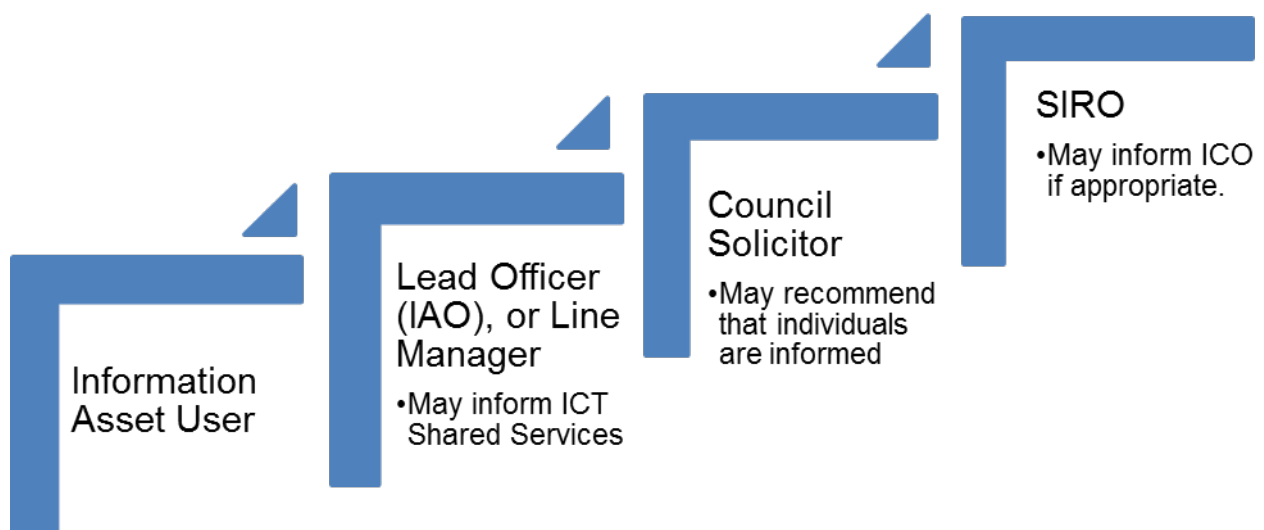 Information
Asset User
Lead Officer
(IAO), or Line
Manager
•May inform ICT
Shared Services
Council
Solicitor
•May recommend
that individuals
are informed
SIRO
•May inform ICO
if appropriate.